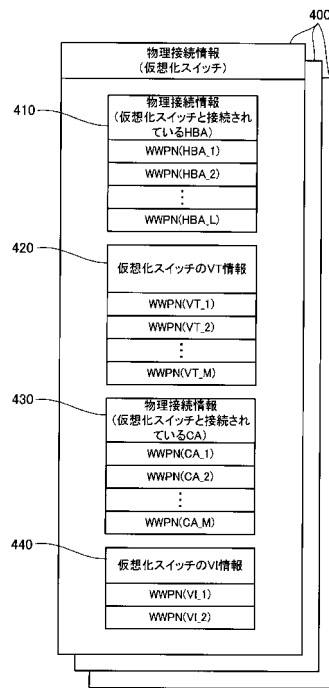 400
物理接続情報
(仮想化スイッチ)
410
物理接続情報
(仮想化スイッチと接続され
ているHBA)
WWPN(HBA_1)
WWPN(HBA_2)
⋮
WWPN(HBA_L)
420
仮想化スイッチのVT情報
WWPN(VT_1)
WWPN(VT_2)
⋮
WWPN(VT_M)
430
物理接続情報
(仮想化スイッチと接続され
ているCA)
WWPN(CA_1)
WWPN(CA_2)
⋮
WWPN(CA_M)
440
仮想化スイッチのVI情報
WWPN(VI_1)
WWPN(VI_2)